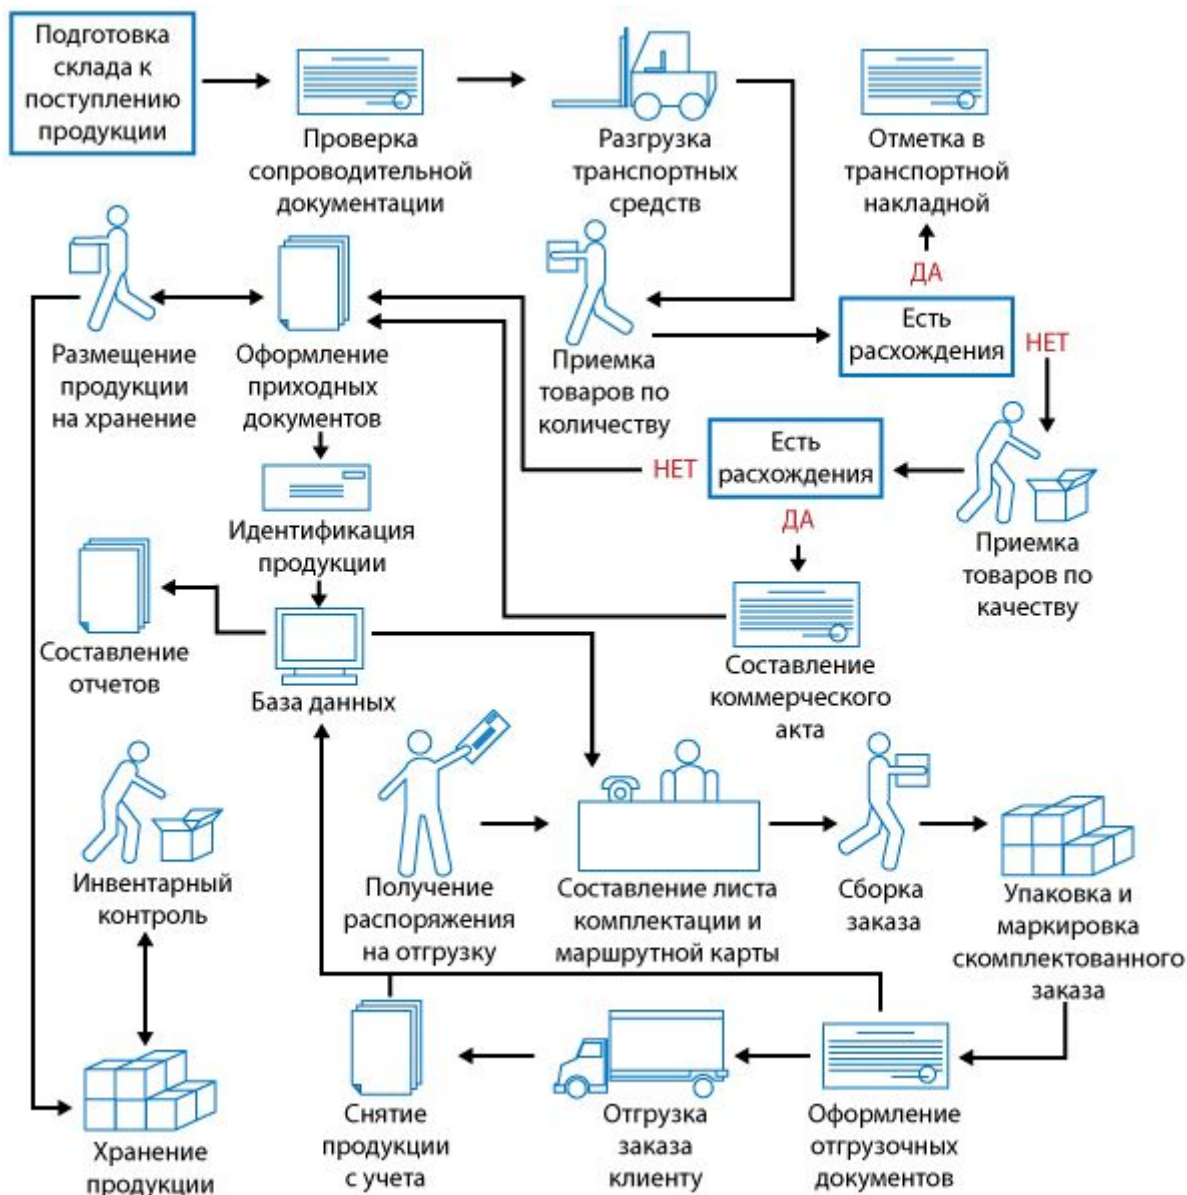 Подготовка
склада к
поступлению
продукции
Проверка
сопроводительной
документации
Разгрузка
транспортных
средств
Отметка в
транспортной
накладной
ДА
Есть
расхождения
НЕТ
Размещение
продукции
на хранение
Оформление
приходных
документов
Приемка
товаров по
количеству
Есть
расхождения
НЕТ
ДА
Приемка
товаров по
качеству
Идентификация
продукции
Составление
отчетов
База данных
Составление
коммерческого
акта
Инвентарный
контроль
Получение
распоряжения
на отгрузку
Составление листа
комплектации и
маршрутной карты
Сборка
заказа
Упаковка и
маркировка
скомплектованного
заказа
Хранение
продукции
Снятие
продукции
с учета
Отгрузка
заказа
клиенту
Оформление
отгрузочных
документов